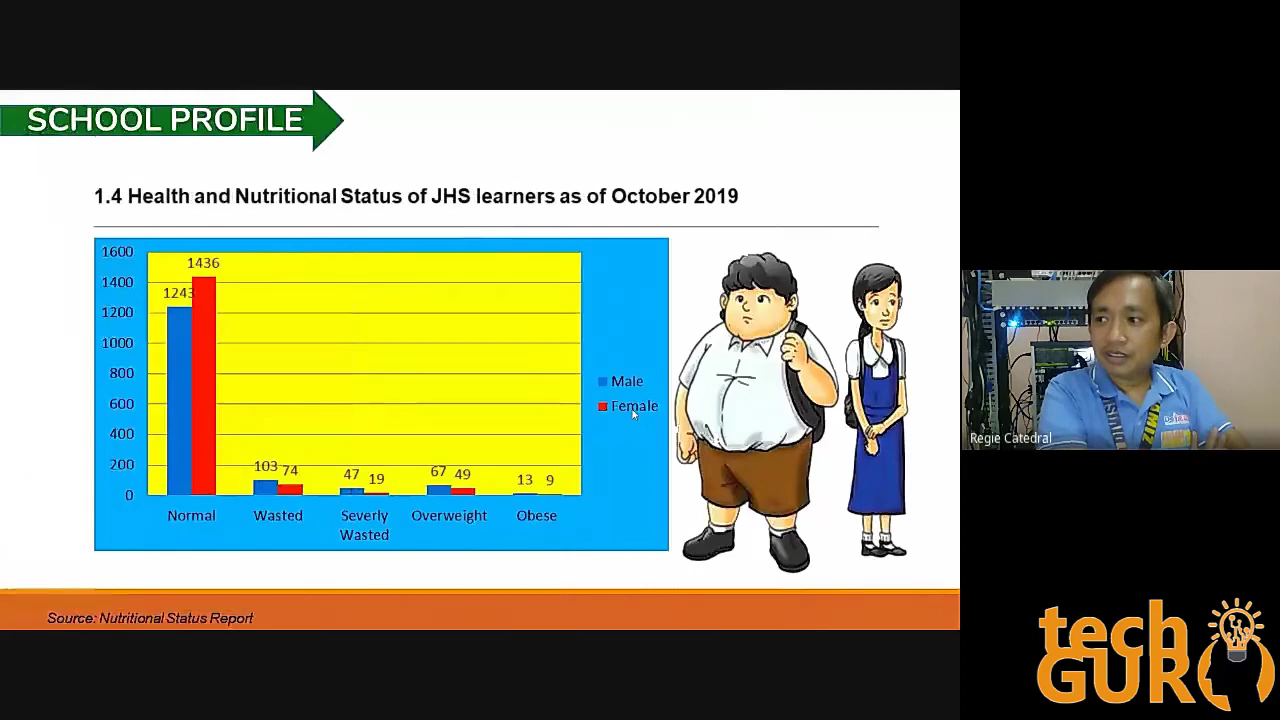 SCHOOL PROFILE
1.4 Health and Nutritional Status of JHS learners as of October 2019
1600
1400
1200
1000
800
600
400
200
0
1243
1436
103
74
47
19
67
49
13
9
Normal
Wasted
Severly
Wasted
Overweight
Obese
Male
Female
Source: Nutritional Status Report
Regie Catedral
tech
GURO